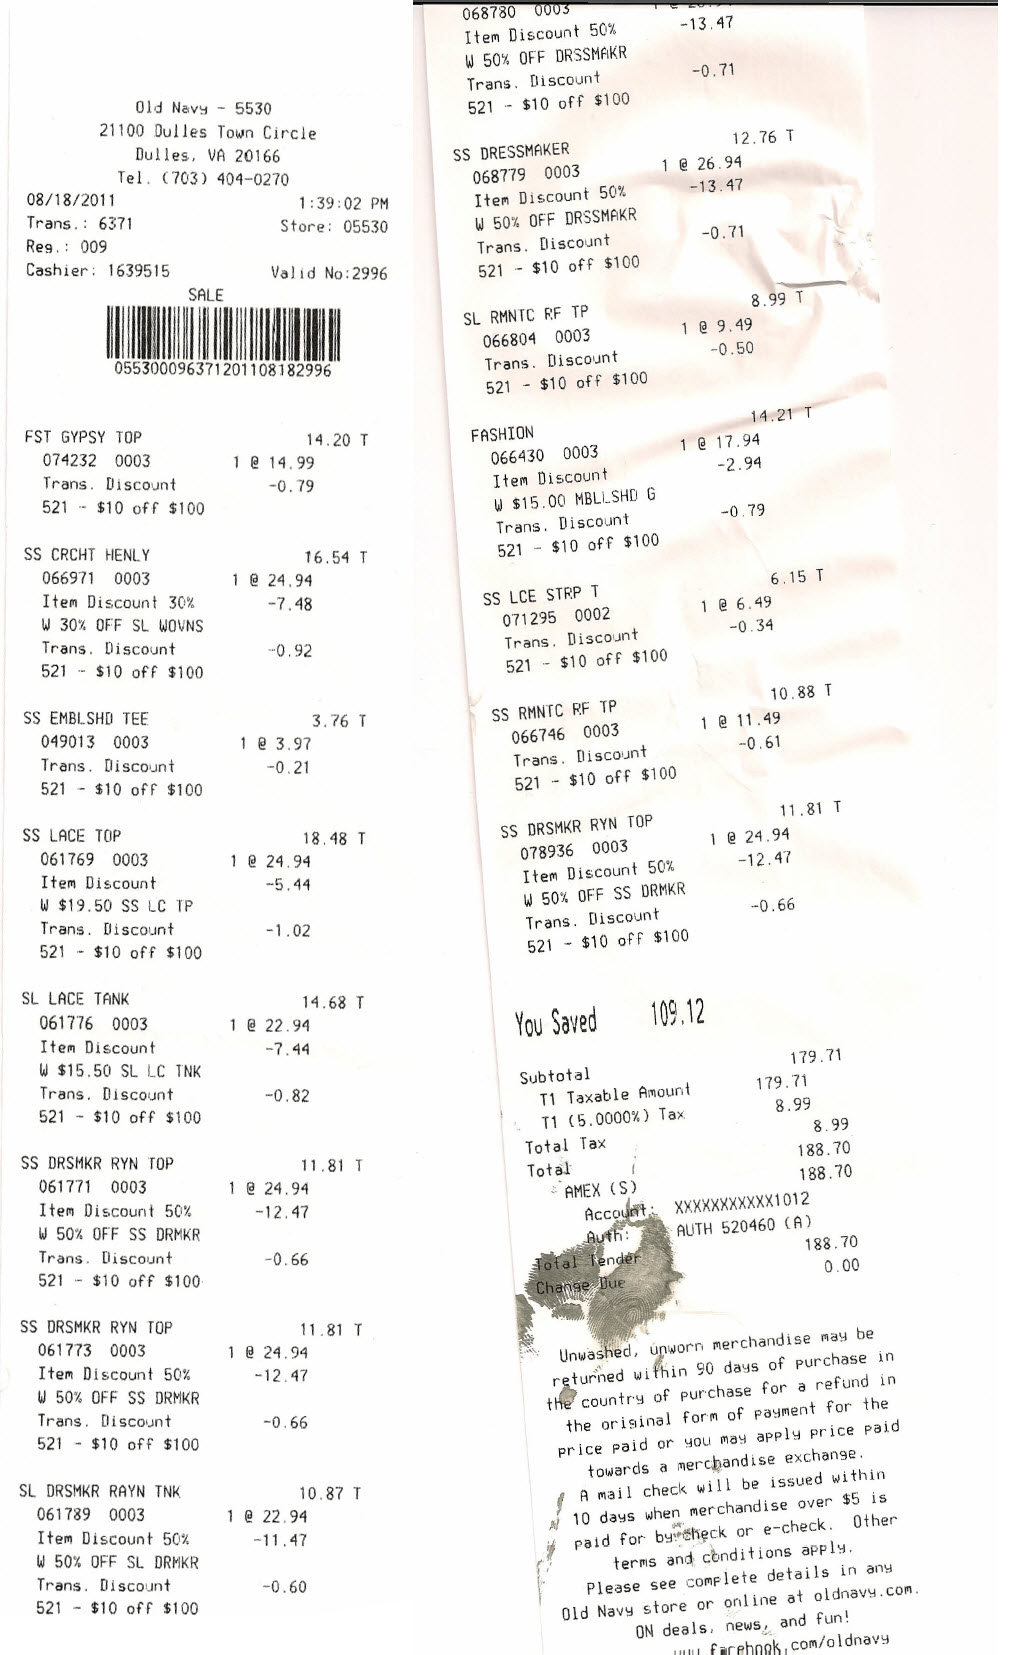 Old Navy - 5530
21100 Dulles Town Circle
Dulles, VA 20166
Tel. (703) 404-0270
08/18/2011 1:39:02 PM
Trans.: 6371 Store: 05530
Reg.: 009
Cashier: 1639515 Valid No:2996
SALE
055300096371201108182996
FST GYPSY TOP 14.20 T
074232 0003 1 @ 14.99
Trans. Discount -0.79
521 - $10 off $100
SS CRCHT HENLY 16.54 T
066971 0003 1 @ 24.94
Item Discount 30% -7.48
W 30% OFF SL WOVNS
Trans. Discount -0.92
521 - $10 off $100
SS EMBLSHD TEE 3.76 T
049013 0003 1 @ 3.97
Trans. Discount -0.21
521 - $10 off $100
SS LACE TOP 18.48 T
061769 0003 1 @ 24.94
Item Discount -5.44
W $19.50 SS LC TP
Trans. Discount -1.02
521 - $10 off $100
SL LACE TANK 14.68 T
061776 0003 1 @ 22.94
Item Discount -7.44
W $15.50 SL LC TNK
Trans. Discount -0.82
521 - $10 off $100
SS DRSMKR RYN TOP 11.81 T
061771 0003 1 @ 24.94
Item Discount 50% -12.47
W 50% OFF SS DRMKR
Trans. Discount -0.66
521 - $10 off $100
SS DRSMKR RYN TOP 11.81 T
061773 0003 1 @ 24.94
Item Discount 50% -12.47
W 50% OFF SS DRMKR
Trans. Discount -0.66
521 - $10 off $100
SL DRSMKR RAYN TNK 10.87 T
061789 0003 1 @ 22.94
Item Discount 50% -11.47
W 50% OFF SL DRMKR
Trans. Discount -0.60
521 - $10 off $100
068780 0003
Item Discount 50% -13.47
W 50% OFF DRSSMAKR
Trans. Discount -0.71
521 - $10 off $100
SS DRESSMAKER 12.76 T
068779 0003 1 @ 26.94
Item Discount 50% -13.47
W 50% OFF DRSSMAKR
Trans. Discount -0.71
521 - $10 off $100
SL RMNTC RF TP 8.99 T
066804 0003 1 @ 9.49
Trans. Discount -0.50
521 - $10 off $100
FASHION 14.21 T
066430 0003 1 @ 17.94
Item Discount -2.94
W $15.00 MBLLSHD G
Trans. Discount -0.79
521 - $10 off $100
SS LCE STRP T 6.15 T
071295 0002 1 @ 6.49
Trans. Discount -0.34
521 - $10 off $100
SS RMNTC RF TP 10.88 T
066746 0003 1 @ 11.49
Trans. Discount -0.61
521 - $10 off $100
SS DRSMKR RYN TOP 11.81 T
078936 0003 1 @ 24.94
Item Discount 50% -12.47
W 50% OFF SS DRMKR
Trans. Discount -0.66
521 - $10 off $100
You Saved 109.12
Subtotal 179.71
T1 Taxable Amount 179.71
T1 (5.0000%) Tax 8.99
Total Tax 8.99
Total 188.70
AMEX (S) 188.70
Account: XXXXXXXXXXX1012
Auth: AUTH 520460 (A)
Total Tender 188.70
Change Due 0.00
Unwashed, unworn merchandise may be
returned within 90 days of purchase in
the country of purchase for a refund in
the original form of payment for the
price paid or you may apply price paid
towards a merchandise exchange.
A mail check will be issued within
10 days when merchandise over $5 is
paid for by check or e-check. Other
terms and conditions apply.
Please see complete details in any
Old Navy store or online at oldnavy.com.
ON deals, news, and fun!
www.facebook.com/oldnavy